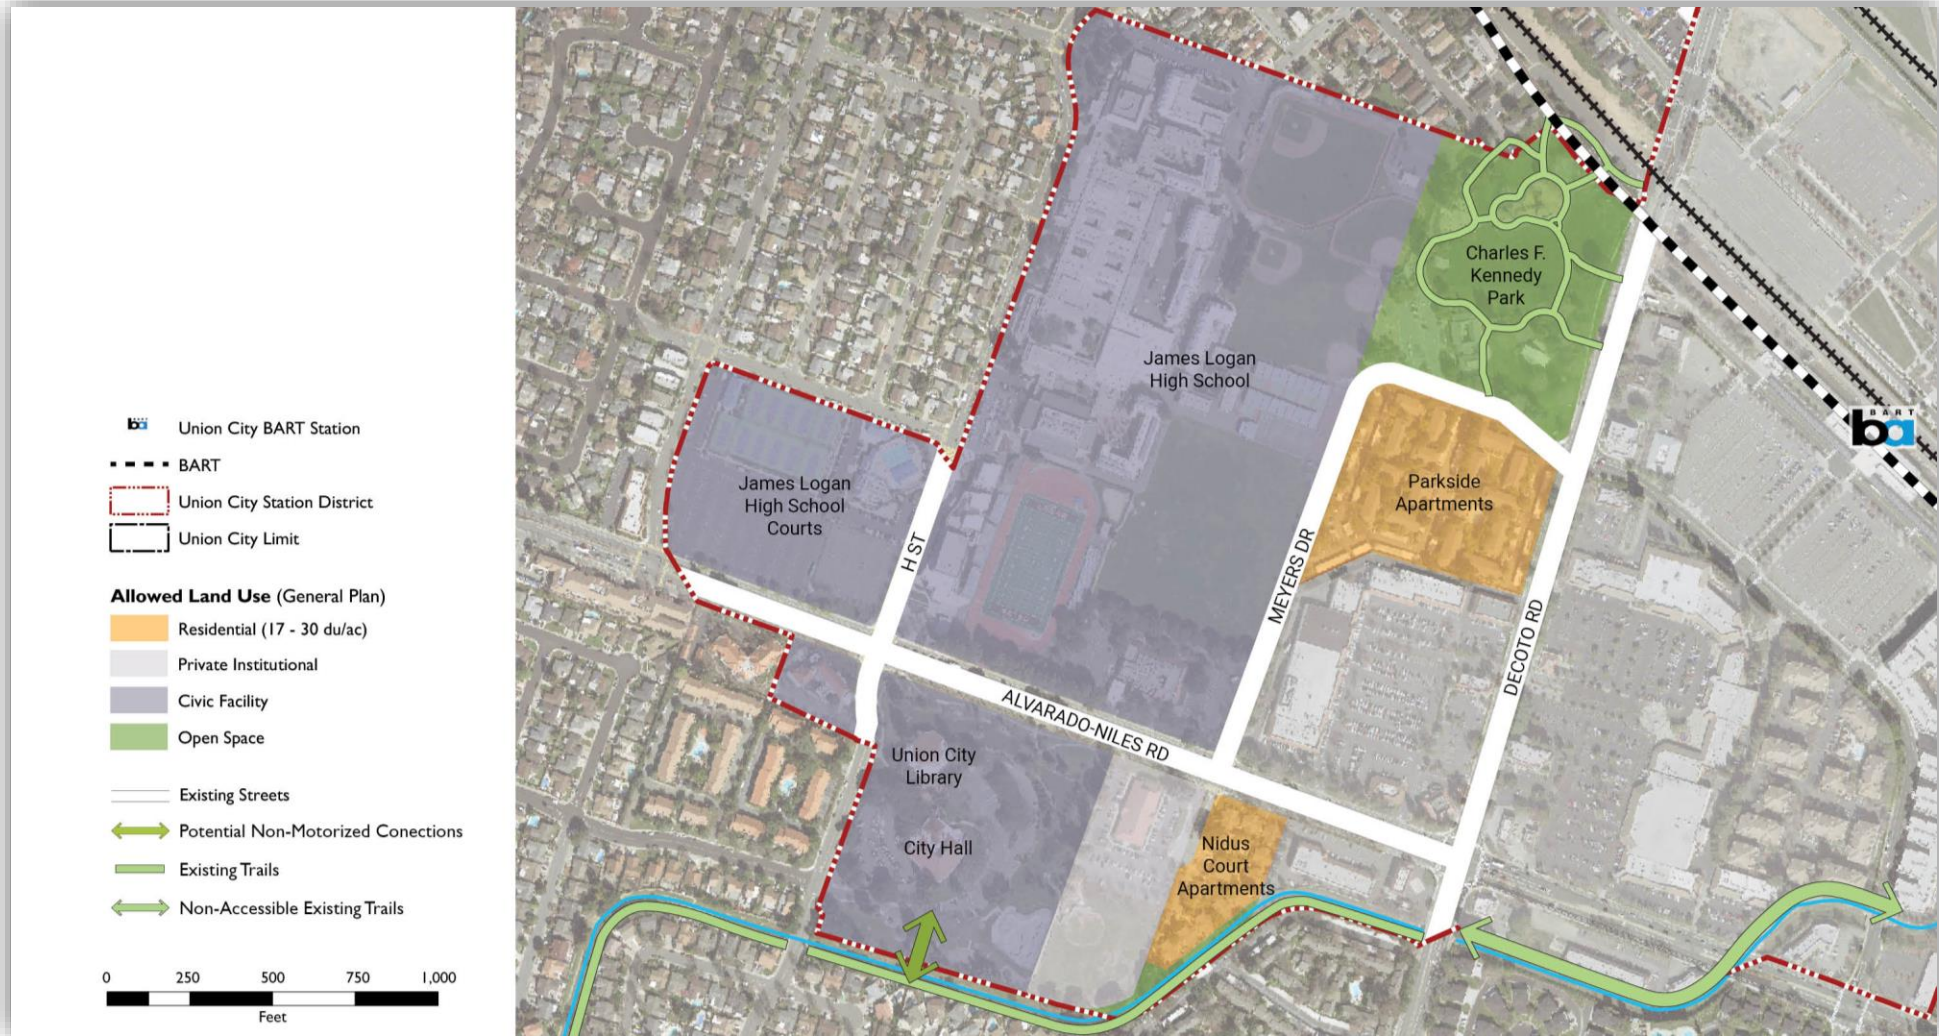 Union City BART Station
BART
Union City Station District
Union City Limit
Allowed Land Use (General Plan)
Residential (17 - 30 du/ac)
Private Institutional
Civic Facility
Open Space
Existing Streets
Potential Non-Motorized Conections
Existing Trails
Non-Accessible Existing Trails
0 250 500 750 1,000
Feet
Charles F.
Kennedy
Park
James Logan
High School
BART
ba
Parkside
Apartments
James Logan
High School
Courts
H ST
MEYERS DR
DECOTO RD
ALVARADO-NILES RD
Union City
Library
City Hall
Nidus
Court
Apartments